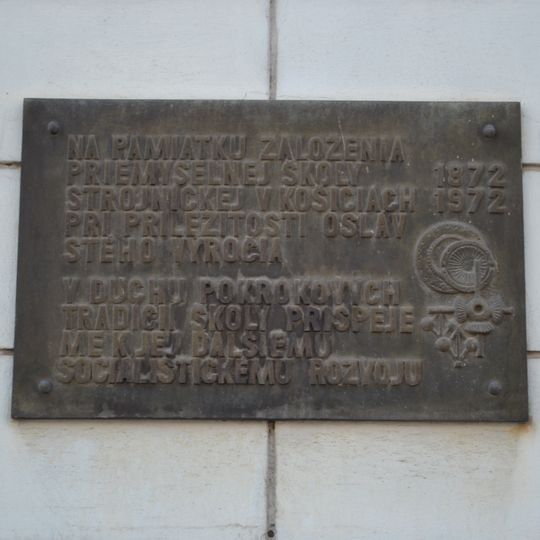 NA PAMIATKU ZALOŽENIA
PRIEMYSELNEJ ŠKOLY 1872
STROJNICKEJ V KOŠICIACH 1972
PRI PRÍLEŽITOSTI OSLÁV
STÉHO VÝROČIA
V DUCHU POKROKOVÝCH
TRADÍCIÍ ŠKOLY PRISPEJE
ME K JEJ ĎALŠIEMU
SOCIALISTICKÉMU ROZVOJU